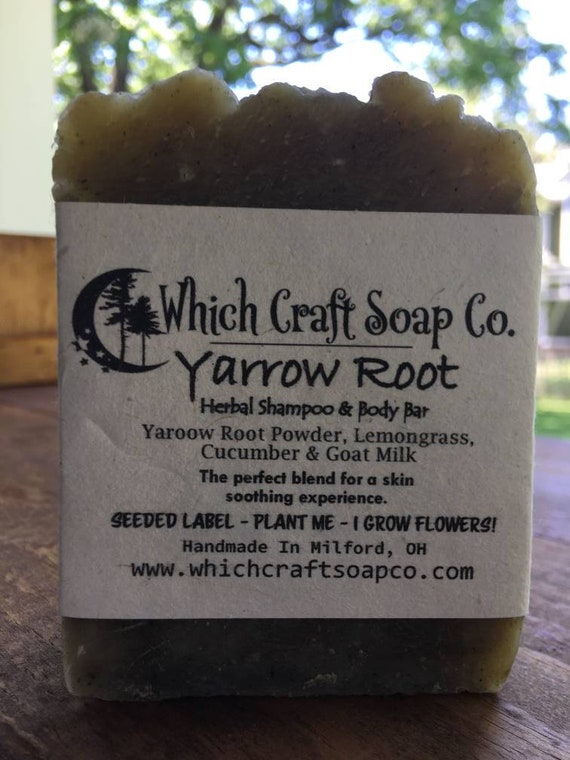 Which Craft Soap Co.
Yarrow Root
Herbal Shampoo & Body Bar
Yaroow Root Powder, Lemongrass,
Cucumber & Goat Milk
The perfect blend for a skin
soothing experience.
SEEDED LABEL - PLANT ME - I GROW FLOWERS!
Handmade In Milford, OH
www.whichcraftsoapco.com